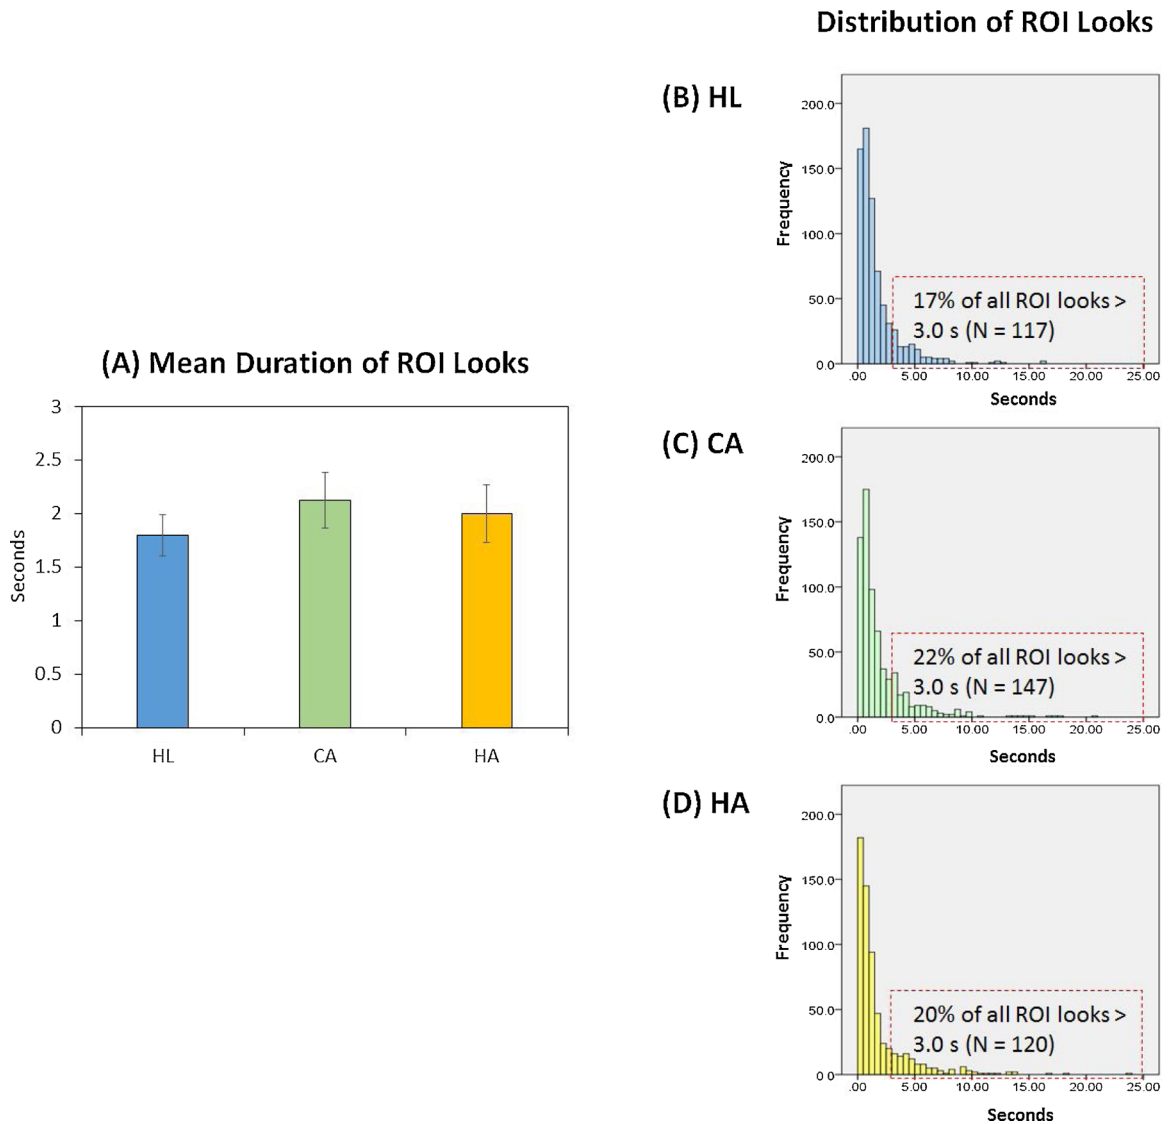 Distribution of ROI Looks
(B) HL
200.0
150.0
100.0
50.0
0.0
Frequency
17% of all ROI looks >
3.0 s (N = 117)
.00 5.00 10.00 15.00 20.00 25.00
Seconds
(A) Mean Duration of ROI Looks
3
2.5
2
1.5
1
0.5
0
Seconds
HL CA HA
(C) CA
200.0
150.0
100.0
50.0
0.0
Frequency
22% of all ROI looks >
3.0 s (N = 147)
.00 5.00 10.00 15.00 20.00 25.00
Seconds
(D) HA
200.0
150.0
100.0
50.0
0 0
Frequency
20% of all ROI looks >
3.0 s (N = 120)
.00 5.00 10.00 15.00 20.00 25.00
Seconds